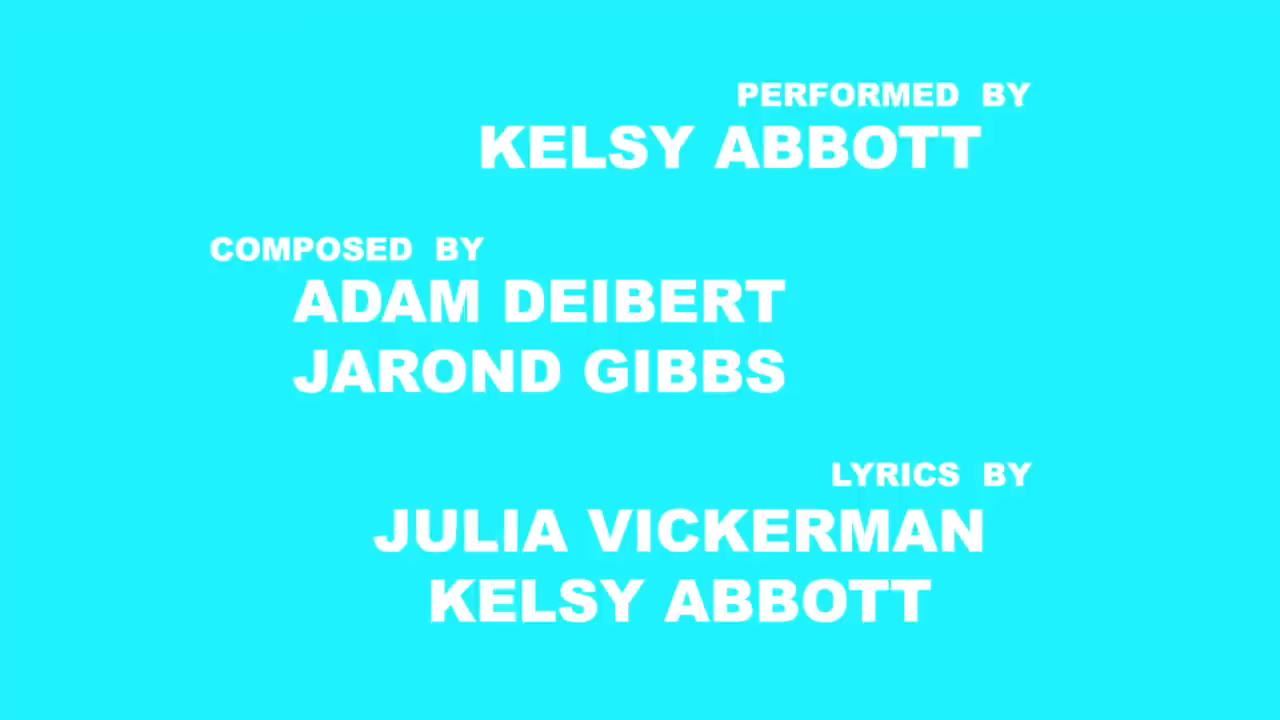 PERFORMED BY
KELSY ABBOTT
COMPOSED BY
ADAM DEIBERT
JAROND GIBBS
LYRICS BY
JULIA VICKERMAN
KELSY ABBOTT